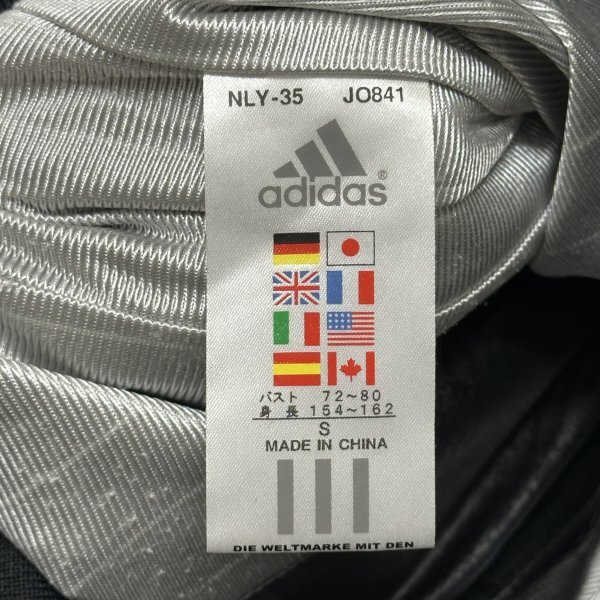 NLY-35 JO841
adidas®
バスト 72~80
身長 154~162
S
MADE IN CHINA
DIE WELTMARKE MIT DEN